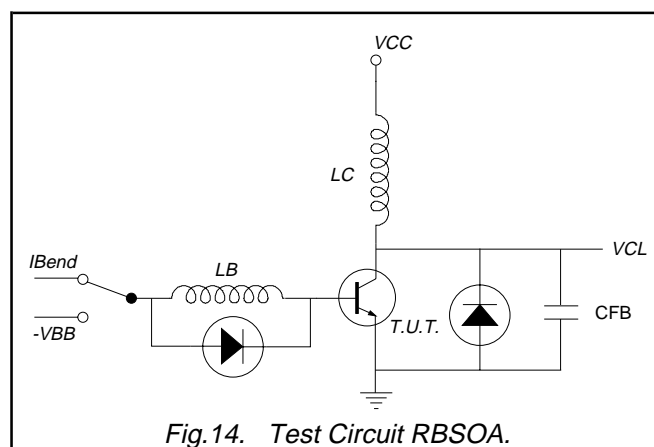 VCC
LC
IBend
LB
VCL
-VBB
T.U.T.
CFB
Fig.14. Test Circuit RBSOA.